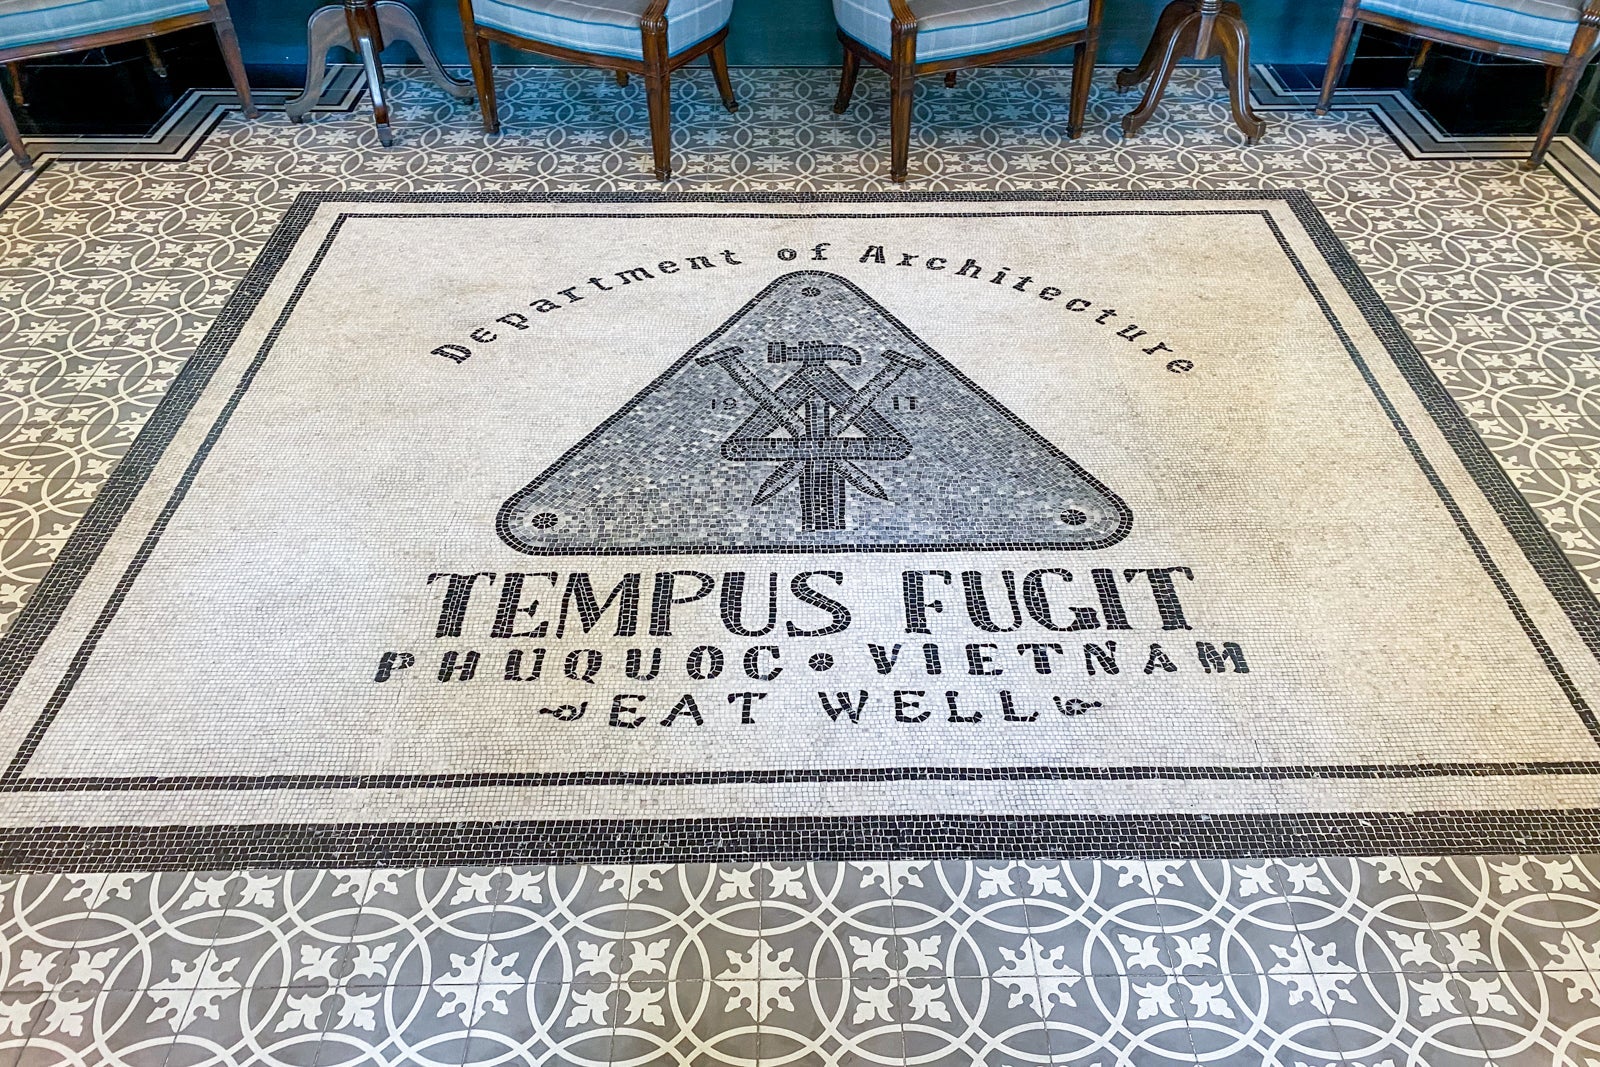 Department of Architecture
19 11
TEMPUS FUGIT
PHUQUOC • VIETNAM
EAT WELL